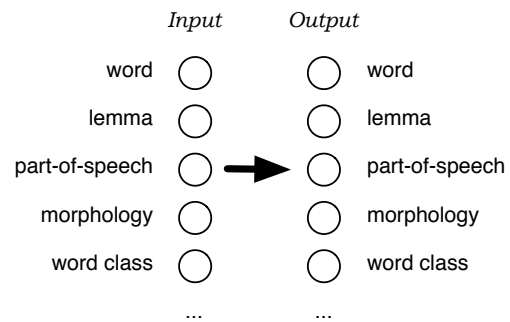 Input Output
word word
lemma lemma
part-of-speech part-of-speech
morphology morphology
word class word class
... ...